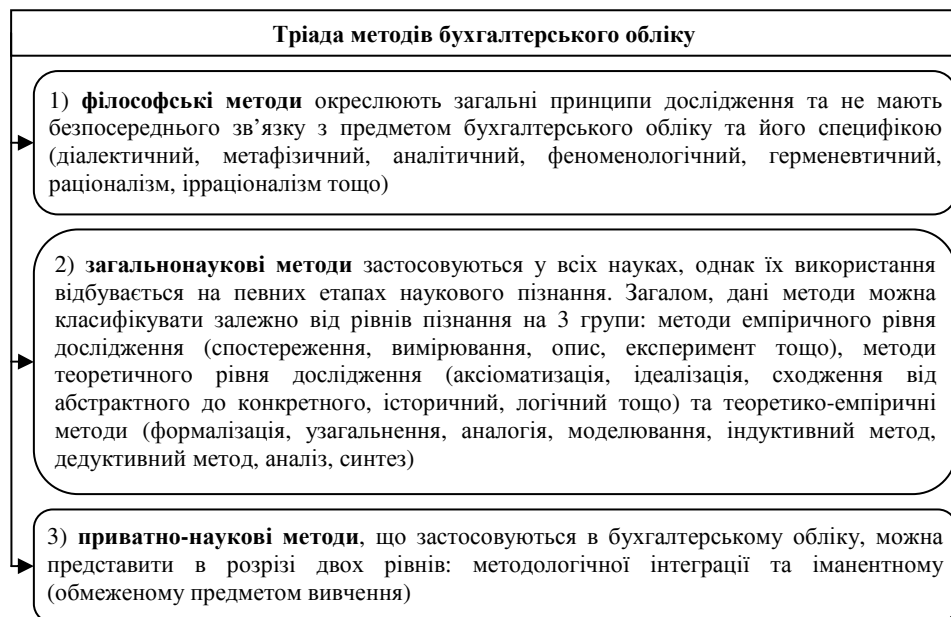 Тріада методів бухгалтерського обліку
1) філософські методи окреслюють загальні принципи дослідження та не мають
безпосереднього зв’язку з предметом бухгалтерського обліку та його специфікою
(діалектичний, метафізичний, аналітичний, феноменологічний, герменевтичний,
раціоналізм, ірраціоналізм тощо)
2) загальнонаукові методи застосовуються у всіх науках, однак їх використання
відбувається на певних етапах наукового пізнання. Загалом, дані методи можна
класифікувати залежно від рівнів пізнання на 3 групи: методи емпіричного рівня
дослідження (спостереження, вимірювання, опис, експеримент тощо), методи
теоретичного рівня дослідження (аксіоматизація, ідеалізація, сходження від
абстрактного до конкретного, історичний, логічний тощо) та теоретико-емпіричні
методи (формалізація, узагальнення, аналогія, моделювання, індуктивний метод,
дедуктивний метод, аналіз, синтез)
3) приватно-наукові методи, що застосовуються в бухгалтерському обліку, можна
представити в розрізі двох рівнів: методологічної інтеграції та іманентному
(обмеженому предметом вивчення)